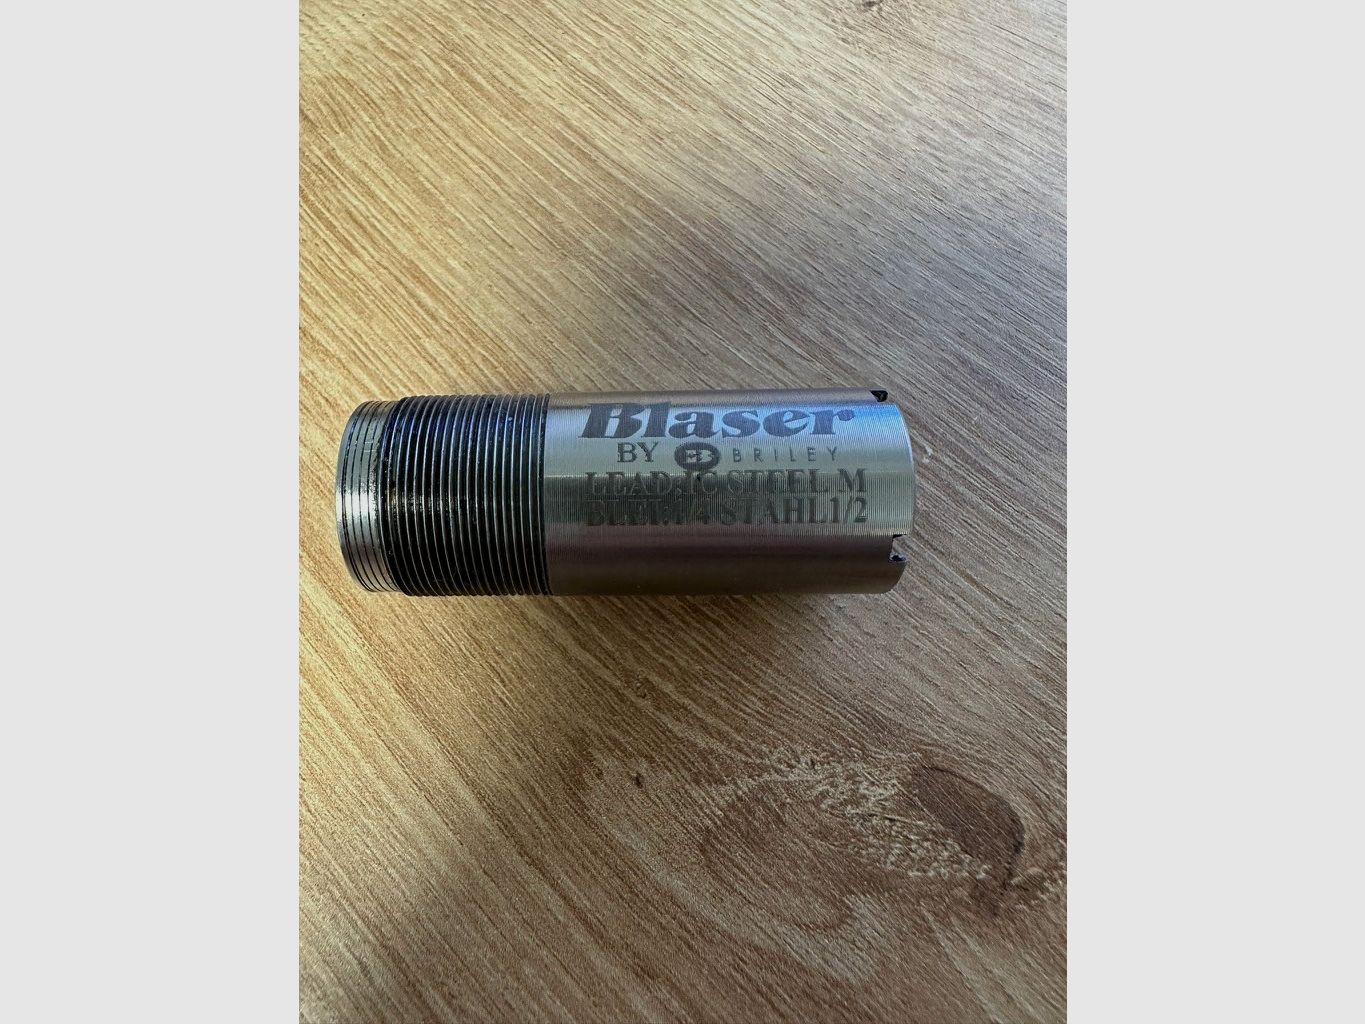 Blaser
BY B BRILEY
LEAD.IC STEEL M
BLEI.1/4 STAHL1/2